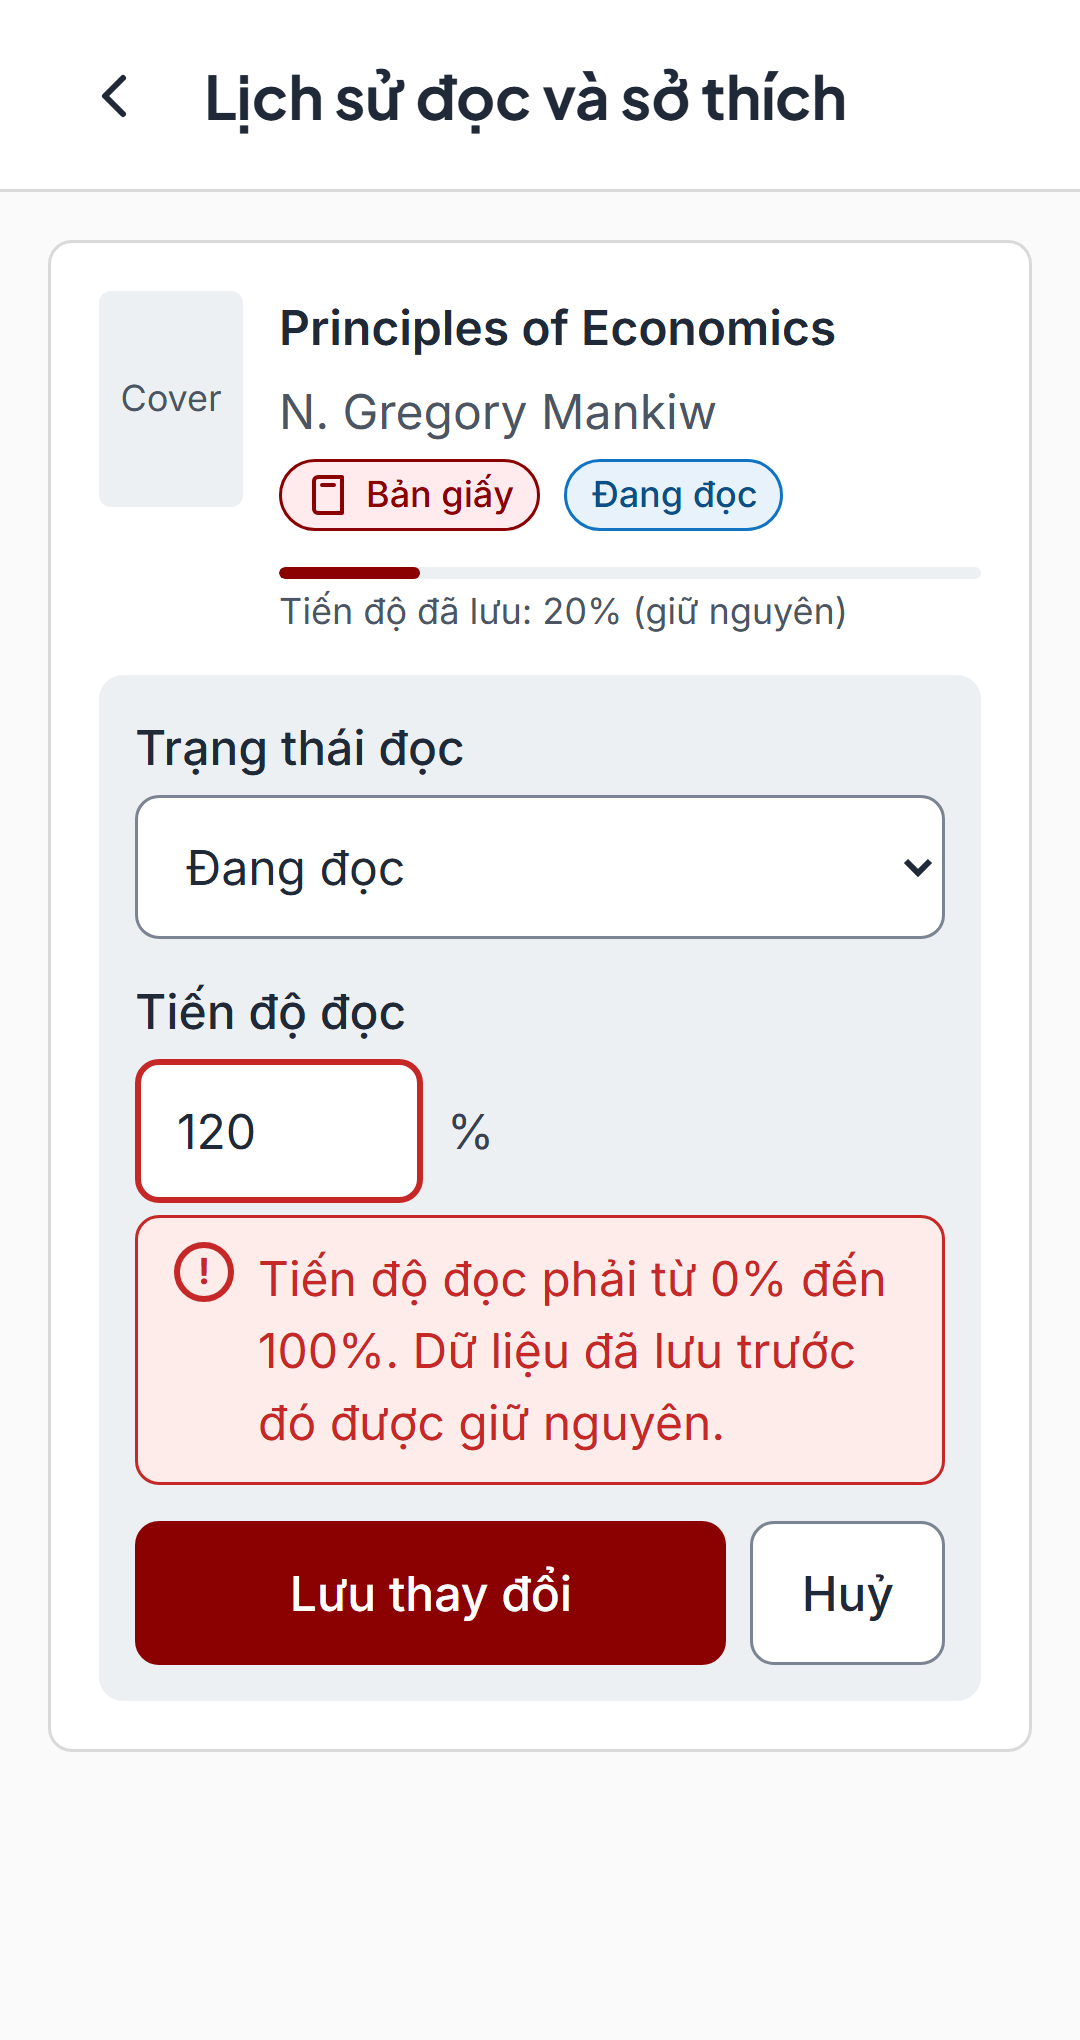 Lịch sử đọc và sở thích
Cover
Principles of Economics
N. Gregory Mankiw
Bản giấy
Đang đọc
Tiến độ đã lưu: 20% (giữ nguyên)
Trạng thái đọc
Đang đọc
Tiến độ đọc
120 %
Tiến độ đọc phải từ 0% đến
100%. Dữ liệu đã lưu trước
đó được giữ nguyên.
Lưu thay đổi
Huỷ